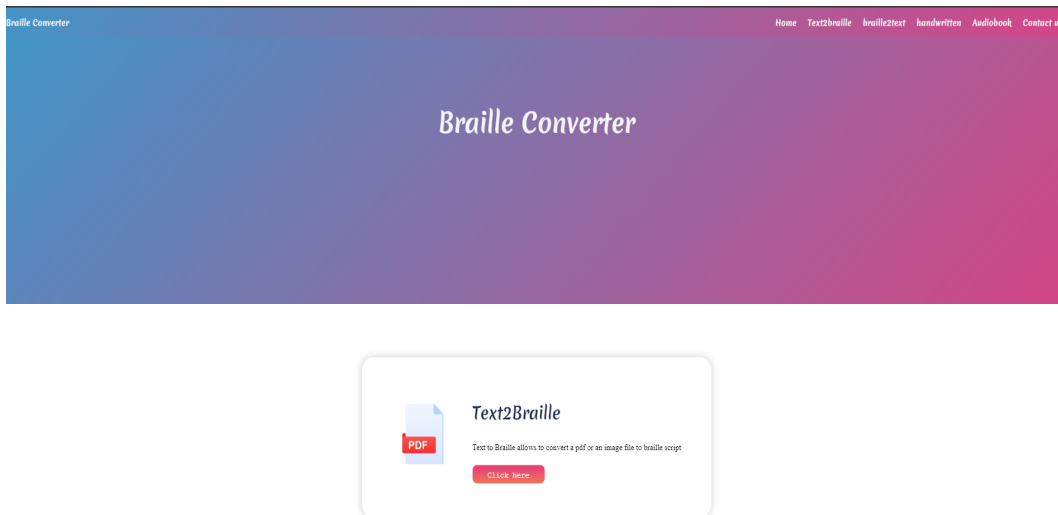 Braille Converter Home Text2braille braille2text handwritten Audiobook Contact u
Braille Converter
Text2Braille
PDF
Text to Braille allows to convert a pdf or an image file to braille script
Click here